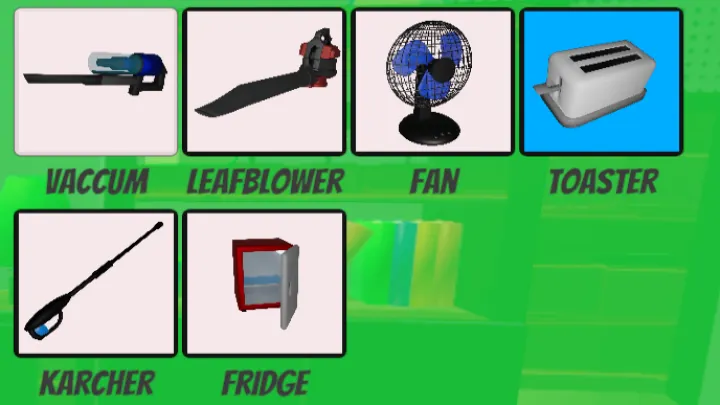 VACCUM
LEAFBLOWER
FAN
TOASTER
KARCHER
FRIDGE